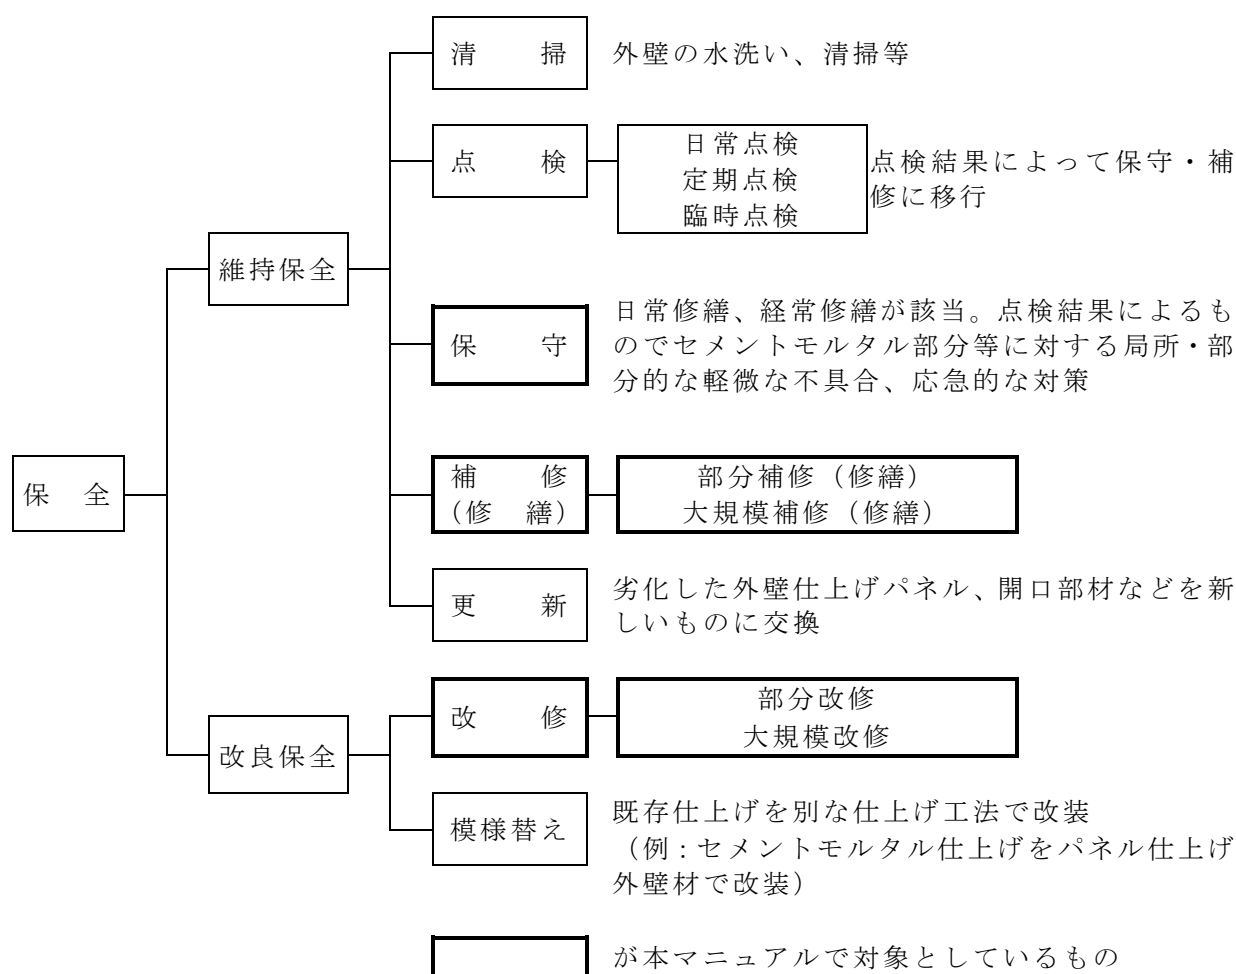 清　掃
外壁の水洗い、清掃等
点　検
日常点検
定期点検
臨時点検
点検結果によって保守・補
修に移行
維持保全
保　守
日常修繕、経常修繕が該当。点検結果によるも
のでセメントモルタル部分等に対する局所・部
分的な軽微な不具合、応急的な対策
保　全
補　修
（修　繕）
部分補修（修繕）
大規模補修（修繕）
更　新
劣化した外壁仕上げパネル、開口部材などを新
しいものに交換
改　修
部分改修
大規模改修
改良保全
模様替え
既存仕上げを別な仕上げ工法で改装
（例：セメントモルタル仕上げをパネル仕上げ
外壁材で改装）
が本マニュアルで対象としているもの